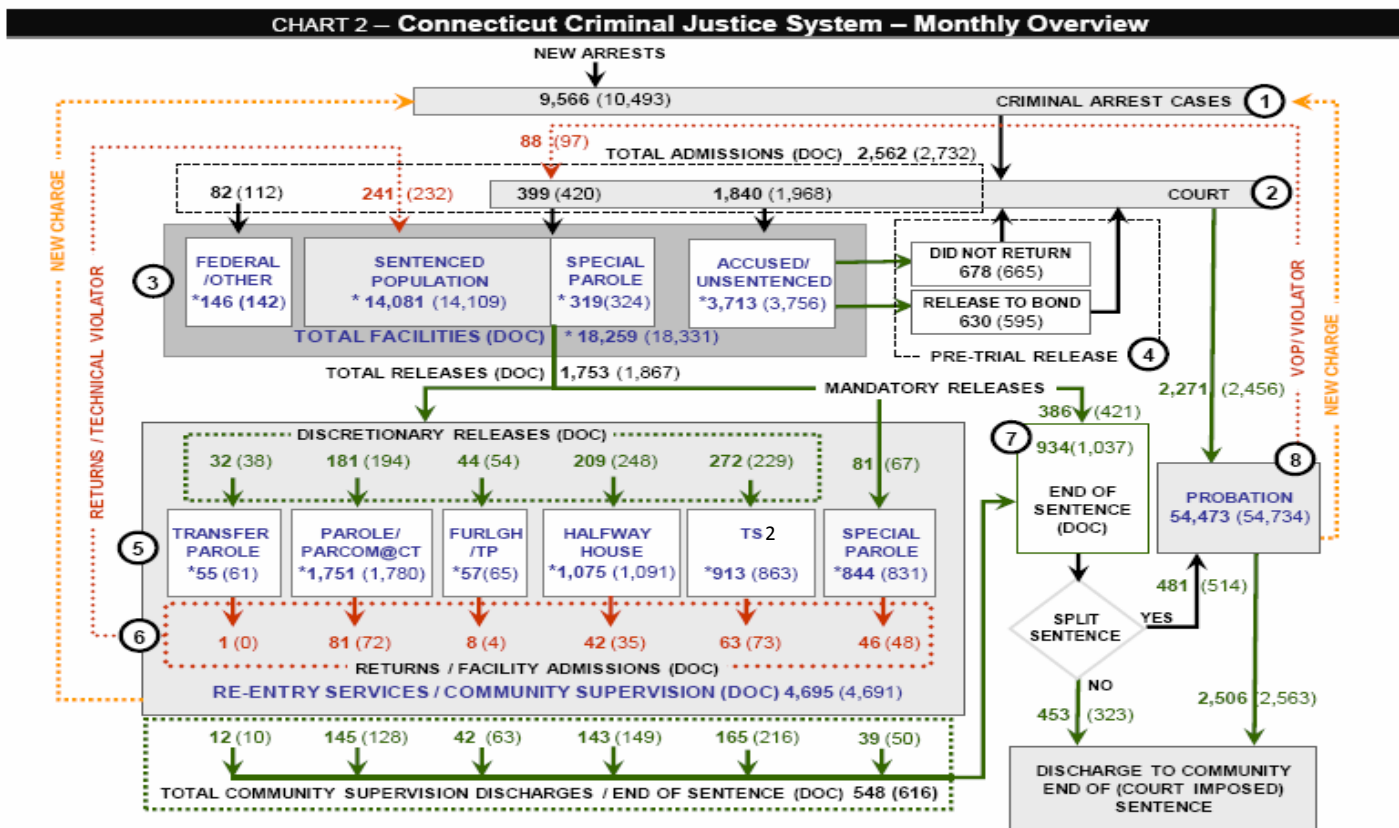 CHART 2 – Connecticut Criminal Justice System – Monthly Overview
NEW ARRESTS
9,566 (10,493)
CRIMINAL ARREST CASES
1
88 (97)
TOTAL ADMISSIONS (DOC) 2,562 (2,732)
82 (112)
241 (232)
399 (420)
1,840 (1,968)
COURT
2
3
FEDERAL
/OTHER
*146 (142)
SENTENCED
POPULATION
* 14,081 (14,109)
SPECIAL
PAROLE
* 319(324)
ACCUSED/
UNSENTENCED
*3,713 (3,756)
DID NOT RETURN
678 (665)
RELEASE TO BOND
630 (595)
TOTAL FACILITIES (DOC) * 18,259 (18,331)
PRE-TRIAL RELEASE
4
NEW CHARGE
RETURNS / TECHNICAL VIOLATOR
VOP/ VIOLATOR
NEW CHARGE
TOTAL RELEASES (DOC) 1,753 (1,867)
MANDATORY RELEASES
2,271 (2,456)
386 (421)
DISCRETIONARY RELEASES (DOC)
32 (38)
181 (194)
44 (54)
209 (248)
272 (229)
81 (67)
7
934(1,037)
END OF
SENTENCE
(DOC)
8
PROBATION
54,473 (54,734)
5
TRANSFER
PAROLE
*55 (61)
PAROLE/
PARCOM@CT
*1,751 (1,780)
FURLGH
/TP
*57(65)
HALFWAY
HOUSE
*1,075 (1,091)
TS2
*913 (863)
SPECIAL
PAROLE
*844 (831)
481 (514)
6
1 (0)
81 (72)
8 (4)
42 (35)
63 (73)
46 (48)
RETURNS / FACILITY ADMISSIONS (DOC)
SPLIT
SENTENCE
YES
NO
RE-ENTRY SERVICES / COMMUNITY SUPERVISION (DOC) 4,695 (4,691)
453 (323)
2,506 (2,563)
12 (10)
145 (128)
42 (63)
143 (149)
165 (216)
39 (50)
TOTAL COMMUNITY SUPERVISION DISCHARGES / END OF SENTENCE (DOC) 548 (616)
DISCHARGE TO COMMUNITY
END OF (COURT IMPOSED)
SENTENCE